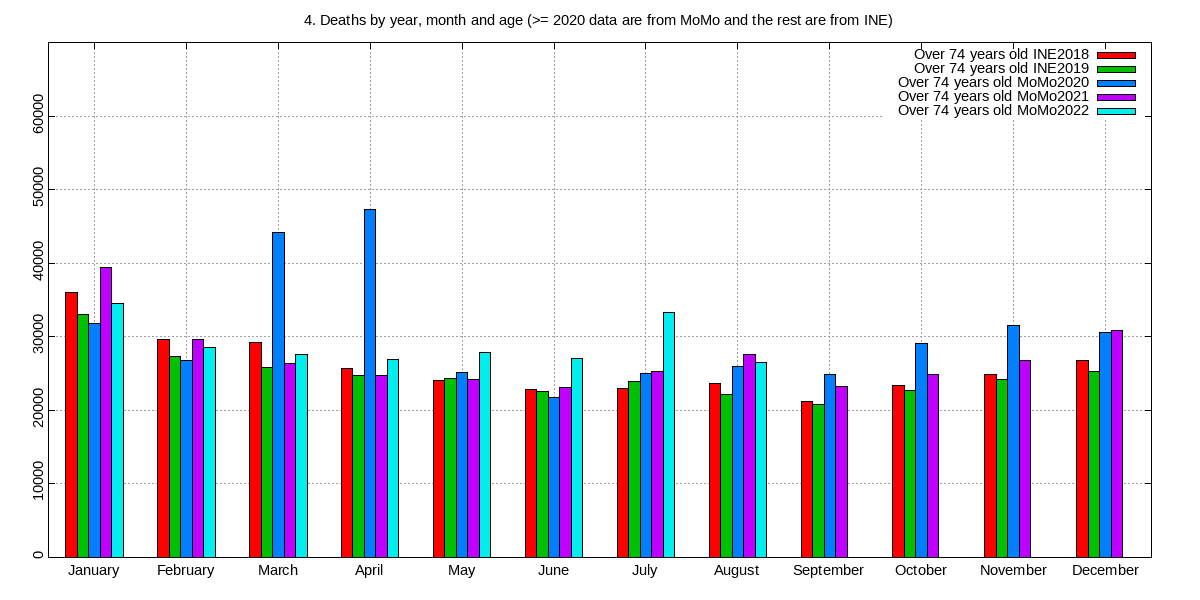 4. Deaths by year, month and age (>= 2020 data are from MoMo and the rest are from INE)
Over 74 years old INE2018
Over 74 years old INE2019
Over 74 years old MoMo2020
Over 74 years old MoMo2021
Over 74 years old MoMo2022
60000
50000
40000
30000
20000
10000
0
January February March April May June July August September October November December